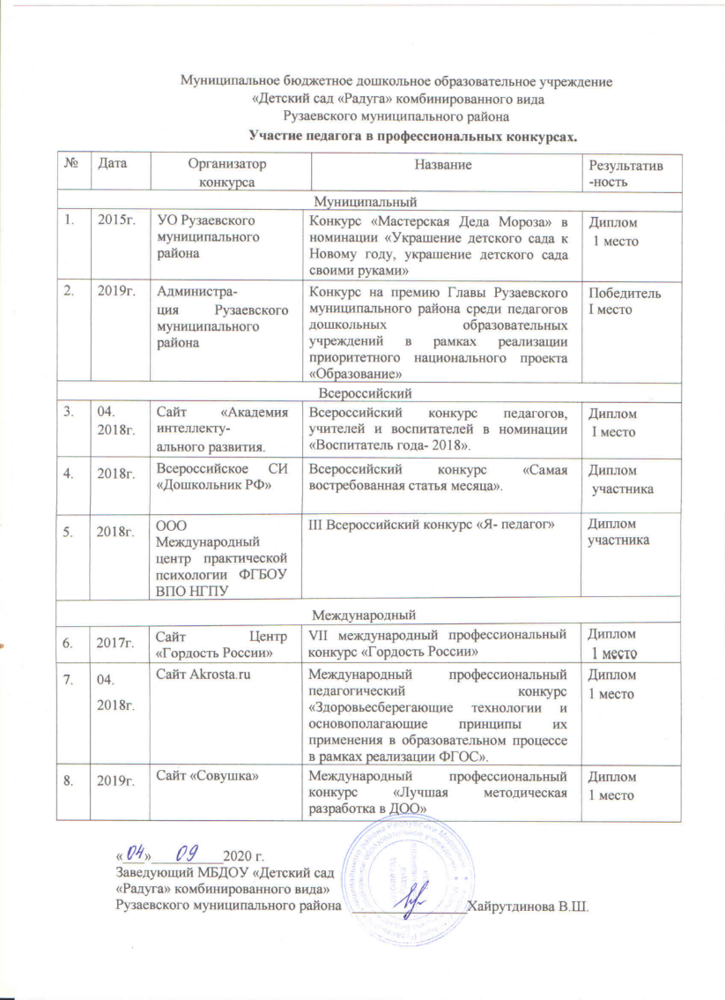 Муниципальное бюджетное дошкольное образовательное учреждение
«Детский сад «Радуга» комбинированного вида
Рузаевского муниципального района
Участие педагога в профессиональных конкурсах.
№ Дата Организатор конкурса Название Результатив-ность
Муниципальный
1. 2015г. УО Рузаевского муниципального района Конкурс «Мастерская Деда Мороза» в номинации «Украшение детского сада к Новому году, украшение детского сада своими руками» Диплом 1 место
2. 2019г. Администра-ция Рузаевского муниципального района Конкурс на премию Главы Рузаевского муниципального района среди педагогов дошкольных образовательных учреждений в рамках реализации приоритетного национального проекта «Образование» Победитель I место
Всероссийский
3. 04. 2018г. Сайт «Академия интеллекту-ального развития. Всероссийский конкурс педагогов, учителей и воспитателей в номинации «Воспитатель года- 2018». Диплом I место
4. 2018г. Всероссийское СИ «Дошкольник РФ» Всероссийский конкурс «Самая востребованная статья месяца». Диплом участника
5. 2018г. ООО Международный центр практической психологии ФГБОУ ВПО НГПУ III Всероссийский конкурс «Я- педагог» Диплом участника
Международный
6. 2017г. Сайт Центр «Гордость России» VII международный профессиональный конкурс «Гордость России» Диплом 1 место
7. 04. 2018г. Сайт Akrosta.ru Международный профессиональный педагогический конкурс «Здоровьесберегающие технологии и основополагающие принципы их применения в образовательном процессе в рамках реализации ФГОС». Диплом 1 место
8. 2019г. Сайт «Совушка» Международный профессиональный конкурс «Лучшая методическая разработка в ДОО» Диплом 1 место
«04» 09 2020 г.
Заведующий МБДОУ «Детский сад
«Радуга» комбинированного вида»
Рузаевского муниципального района Хайрутдинова В.Ш.